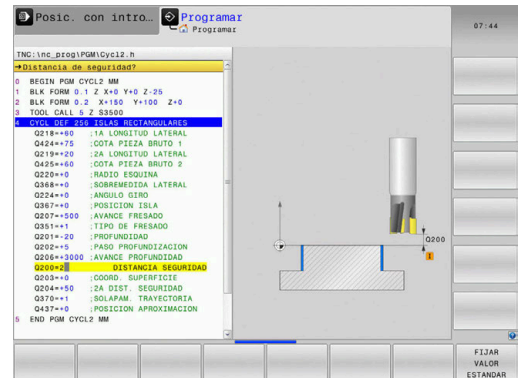 Posic. con intro…
Programar
Programar
07:44
TNC:\nc_prog\PGM\Cycl2.h
→Distancia de seguridad?
0 BEGIN PGM CYCL2 MM
1 BLK FORM 0.1 Z X+0 Y+0 Z-25
2 BLK FORM 0.2 X+150 Y+100 Z+0
3 TOOL CALL 5 Z S3500
4 CYCL DEF 256 ISLAS RECTANGULARES
Q218=+60 ;1A LONGITUD LATERAL
Q424=+75 ;COTA PIEZA BRUTO 1
Q219=+20 ;2A LONGITUD LATERAL
Q425=+60 ;COTA PIEZA BRUTO 2
Q220=+0 ;RADIO ESQUINA
Q368=+0 ;SOBREMEDIDA LATERAL
Q224=+0 ;ANGULO GIRO
Q367=+0 ;POSICION ISLA
Q207=+500 ;AVANCE FRESADO
Q351=+1 ;TIPO DE FRESADO
Q201=-20 ;PROFUNDIDAD
Q202=+5 ;PASO PROFUNDIZACION
Q206=+3000 ;AVANCE PROFUNDIDAD
Q200=2 DISTANCIA SEGURIDAD
Q203=+0 ;COORD. SUPERFICIE
Q204=+50 ;2A DIST. SEGURIDAD
Q370=+1 ;SOLAPAM. TRAYECTORIA
Q437=+0 ;POSICION APROXIMACION
5 END PGM CYCL2 MM
Q200
I
FIJAR
VALOR
ESTANDAR